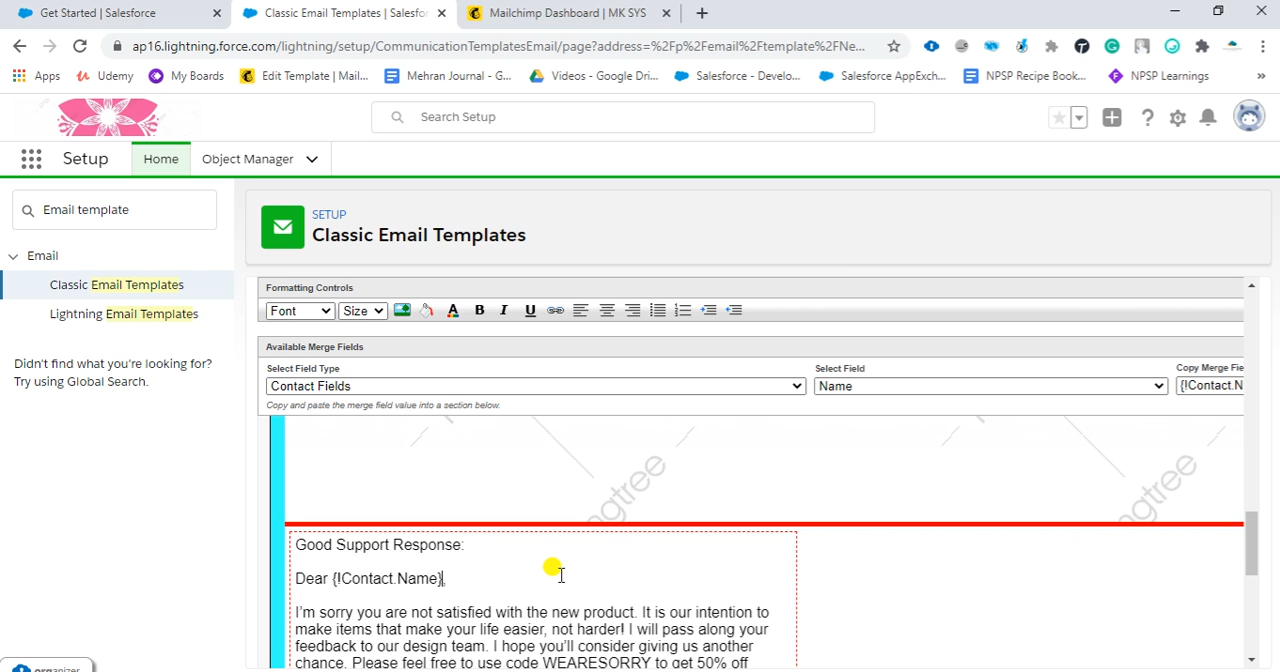 Get Started | Salesforce
Classic Email Templates | Salesfor
Mailchimp Dashboard | MK SYS
ap16.lightning.force.com/lightning/setup/CommunicationTemplatesEmail/page?address=%2Fp%2Femail%2Ftemplate%2FNe...
Apps
Udemy
My Boards
Edit Template | Mail...
Mehran Journal - G...
Videos - Google Dri...
Salesforce - Develo...
Salesforce AppExch...
NPSP Recipe Book...
NPSP Learnings
Search Setup
Setup
Home
Object Manager
Email template
Email
Classic Email Templates
Lightning Email Templates
Didn't find what you're looking for?
Try using Global Search.
SETUP
Classic Email Templates
Formatting Controls
Font
Size
A
B
I
U
Available Merge Fields
Select Field Type
Select Field
Copy Merge Fie
Contact Fields
Name
{!Contact.N
Copy and paste the merge field value into a section below.
ngtree
ngtree
Good Support Response:
Dear {!Contact.Name},
I'm sorry you are not satisfied with the new product. It is our intention to
make items that make your life easier, not harder! I will pass along your
feedback to our design team. I hope you'll consider giving us another
chance. Please feel free to use code WEARESORRY to get 50% off
organizer